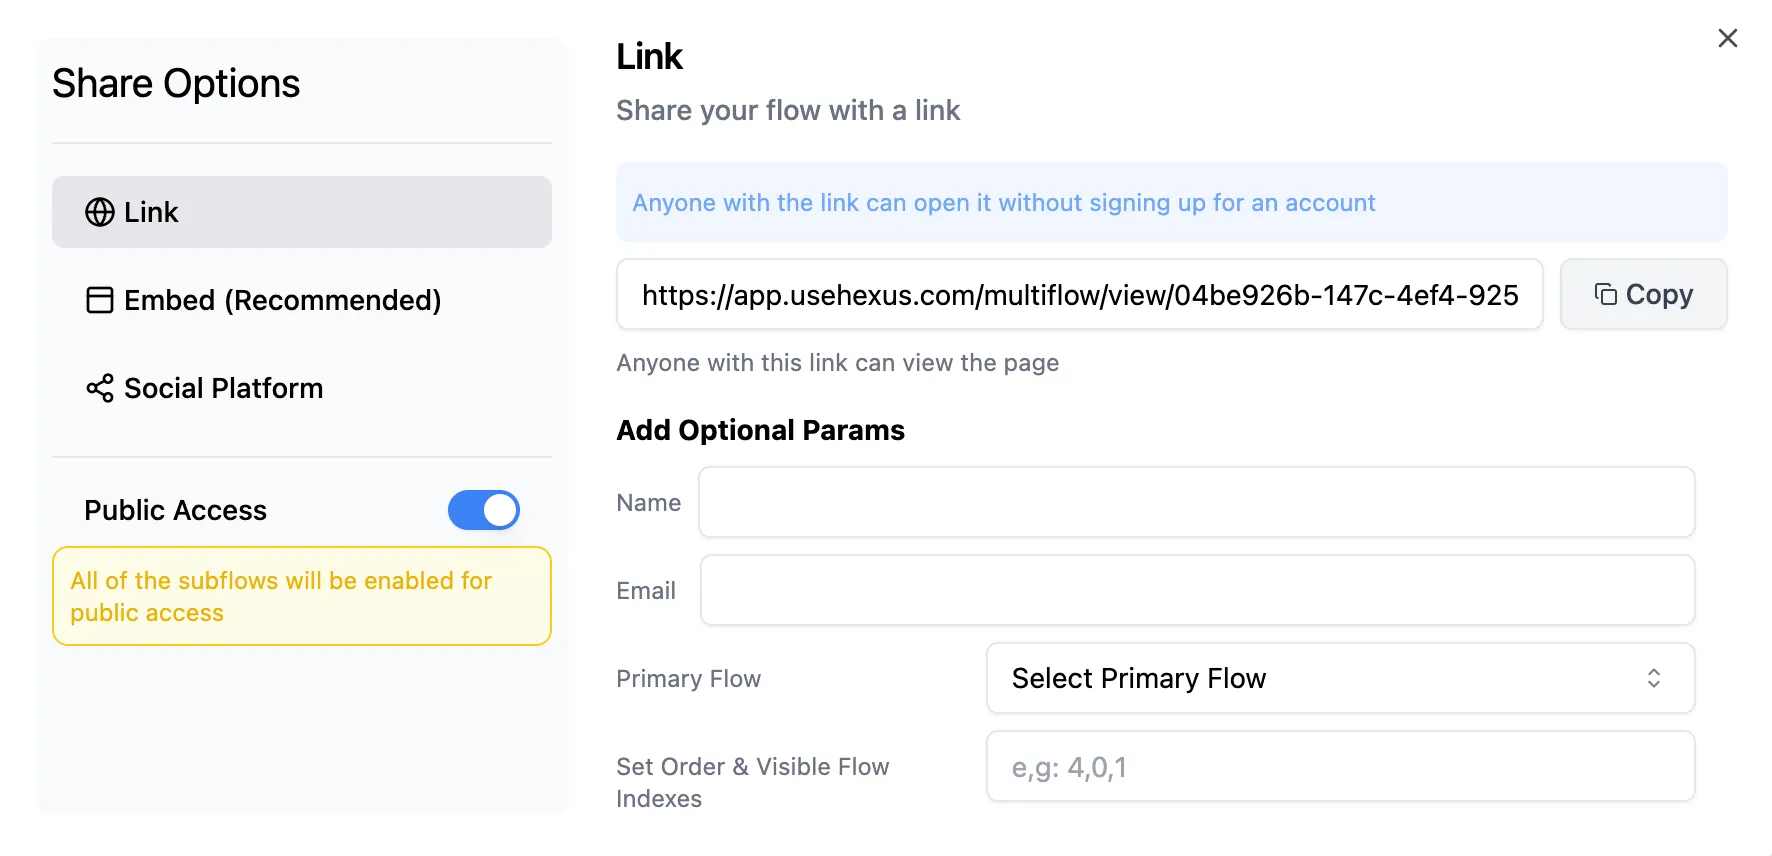 Share Options
Link
Embed (Recommended)
Social Platform
Public Access
All of the subflows will be enabled for
public access
Link
Share your flow with a link
Anyone with the link can open it without signing up for an account
https://app.usehexus.com/multiflow/view/04be926b-147c-4ef4-925
Copy
Anyone with this link can view the page
Add Optional Params
Name
Email
Primary Flow
Select Primary Flow
Set Order & Visible Flow
Indexes
e,g: 4,0,1